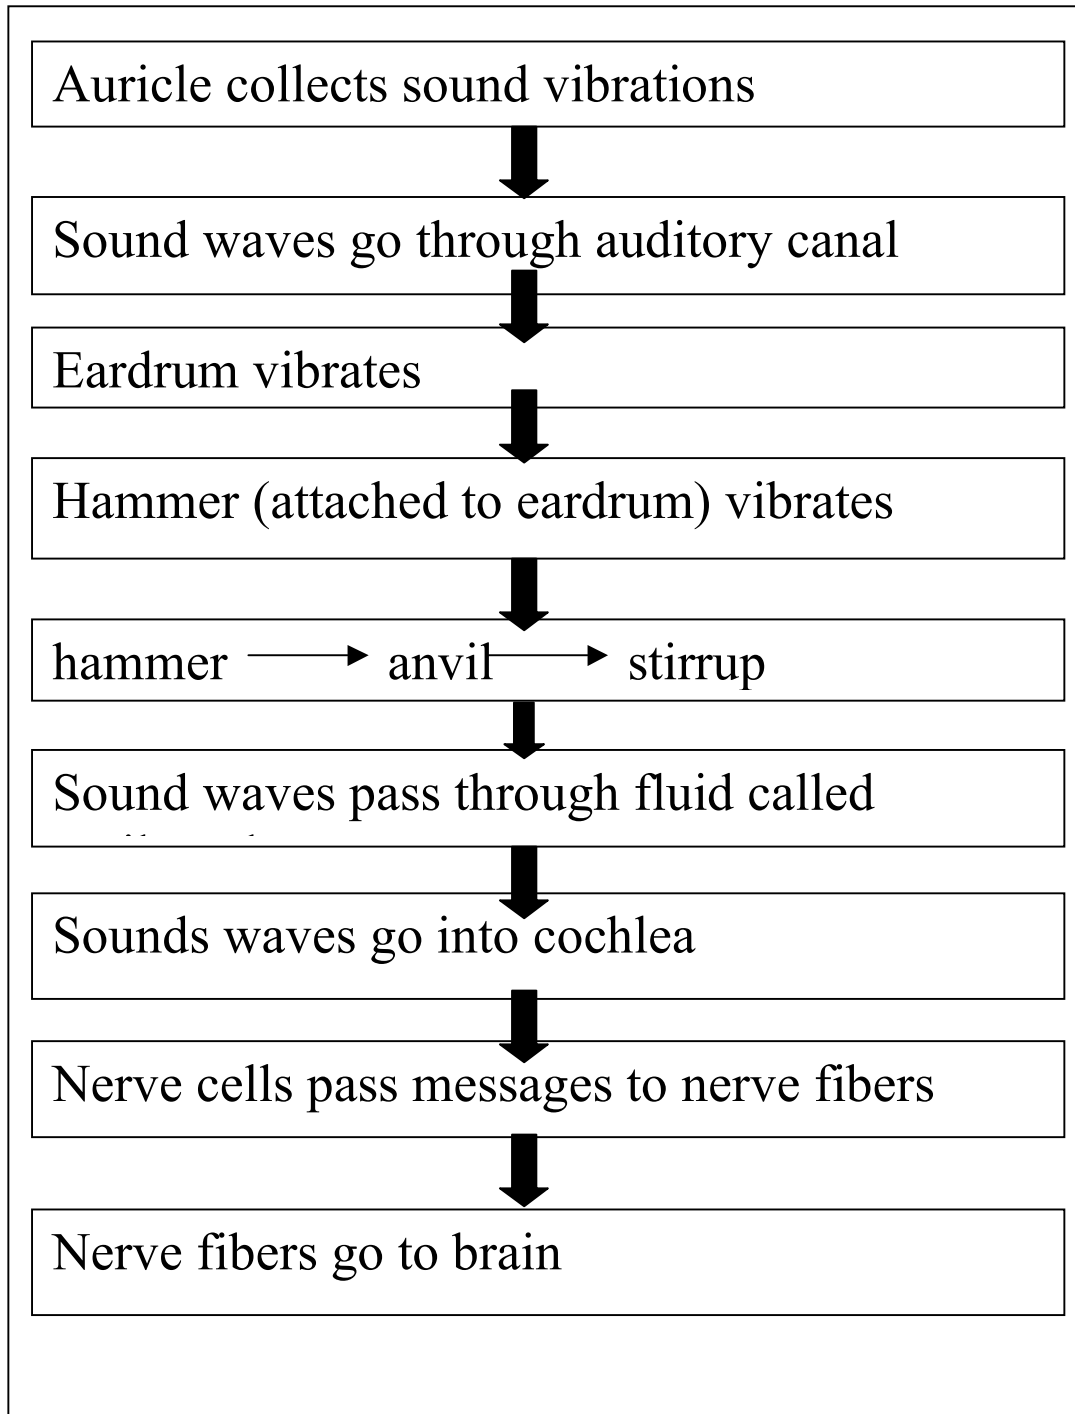 Auricle collects sound vibrations
Sound waves go through auditory canal
Eardrum vibrates
Hammer (attached to eardrum) vibrates
hammer anvil stirrup
Sound waves pass through fluid called
Sounds waves go into cochlea
Nerve cells pass messages to nerve fibers
Nerve fibers go to brain